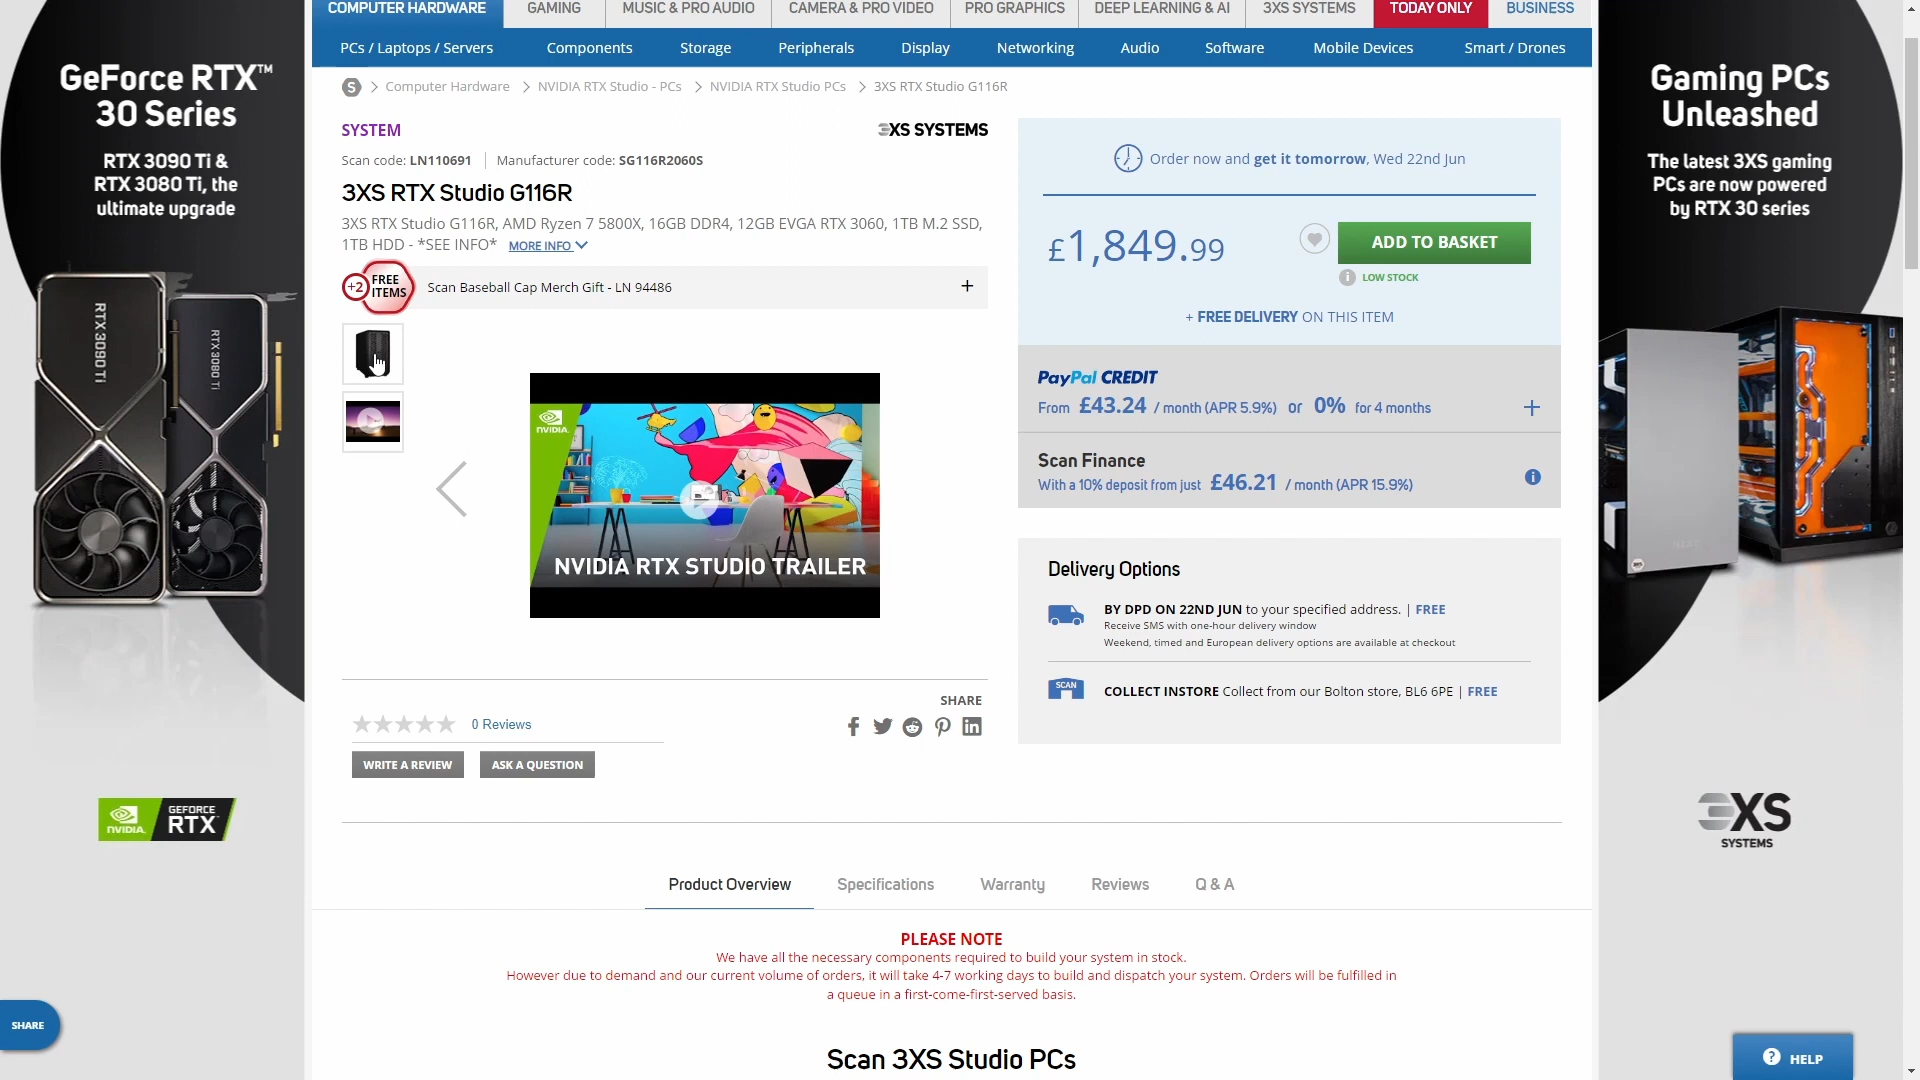 COMPUTER HARDWARE
GAMING
MUSIC & PRO AUDIO
CAMERA & PRO VIDEO
PRO GRAPHICS
DEEP LEARNING & AI
3XS SYSTEMS
TODAY ONLY
BUSINESS
PCs / Laptops / Servers
Components
Storage
Peripherals
Display
Networking
Audio
Software
Mobile Devices
Smart / Drones
GeForce RTX™
30 Series
RTX 3090 Ti &
RTX 3080 Ti, the
ultimate upgrade
RTX 3090 Ti
RTX 3080 Ti
NVIDIA.
GEFORCE
RTX
SHARE
S > Computer Hardware > NVIDIA RTX Studio - PCs > NVIDIA RTX Studio PCs > 3XS RTX Studio G116R
SYSTEM
3XS SYSTEMS
Scan code: LN110691 | Manufacturer code: SG116R2060S
3XS RTX Studio G116R
3XS RTX Studio G116R, AMD Ryzen 7 5800X, 16GB DDR4, 12GB EVGA RTX 3060, 1TB M.2 SSD,
1TB HDD - *SEE INFO* MORE INFO
+2 FREE
ITEMS
Scan Baseball Cap Merch Gift - LN 94486
+
NVIDIA.
NVIDIA RTX STUDIO TRAILER
SHARE
0 Reviews
WRITE A REVIEW
ASK A QUESTION
Order now and get it tomorrow, Wed 22nd Jun
£1,849.99
ADD TO BASKET
i LOW STOCK
+ FREE DELIVERY ON THIS ITEM
PayPal CREDIT
From £43.24 / month (APR 5.9%) or 0% for 4 months
+
Scan Finance
With a 10% deposit from just £46.21 / month (APR 15.9%)
i
Delivery Options
BY DPD ON 22ND JUN to your specified address. | FREE
Receive SMS with one-hour delivery window
Weekend, timed and European delivery options are available at checkout
SCAN
COLLECT INSTORE Collect from our Bolton store, BL6 6PE | FREE
Product Overview
Specifications
Warranty
Reviews
Q & A
PLEASE NOTE
We have all the necessary components required to build your system in stock.
However due to demand and our current volume of orders, it will take 4-7 working days to build and dispatch your system. Orders will be fulfilled in
a queue in a first-come-first-served basis.
Scan 3XS Studio PCs
Gaming PCs
Unleashed
The latest 3XS gaming
PCs are now powered
by RTX 30 series
3XS
SYSTEMS
? HELP